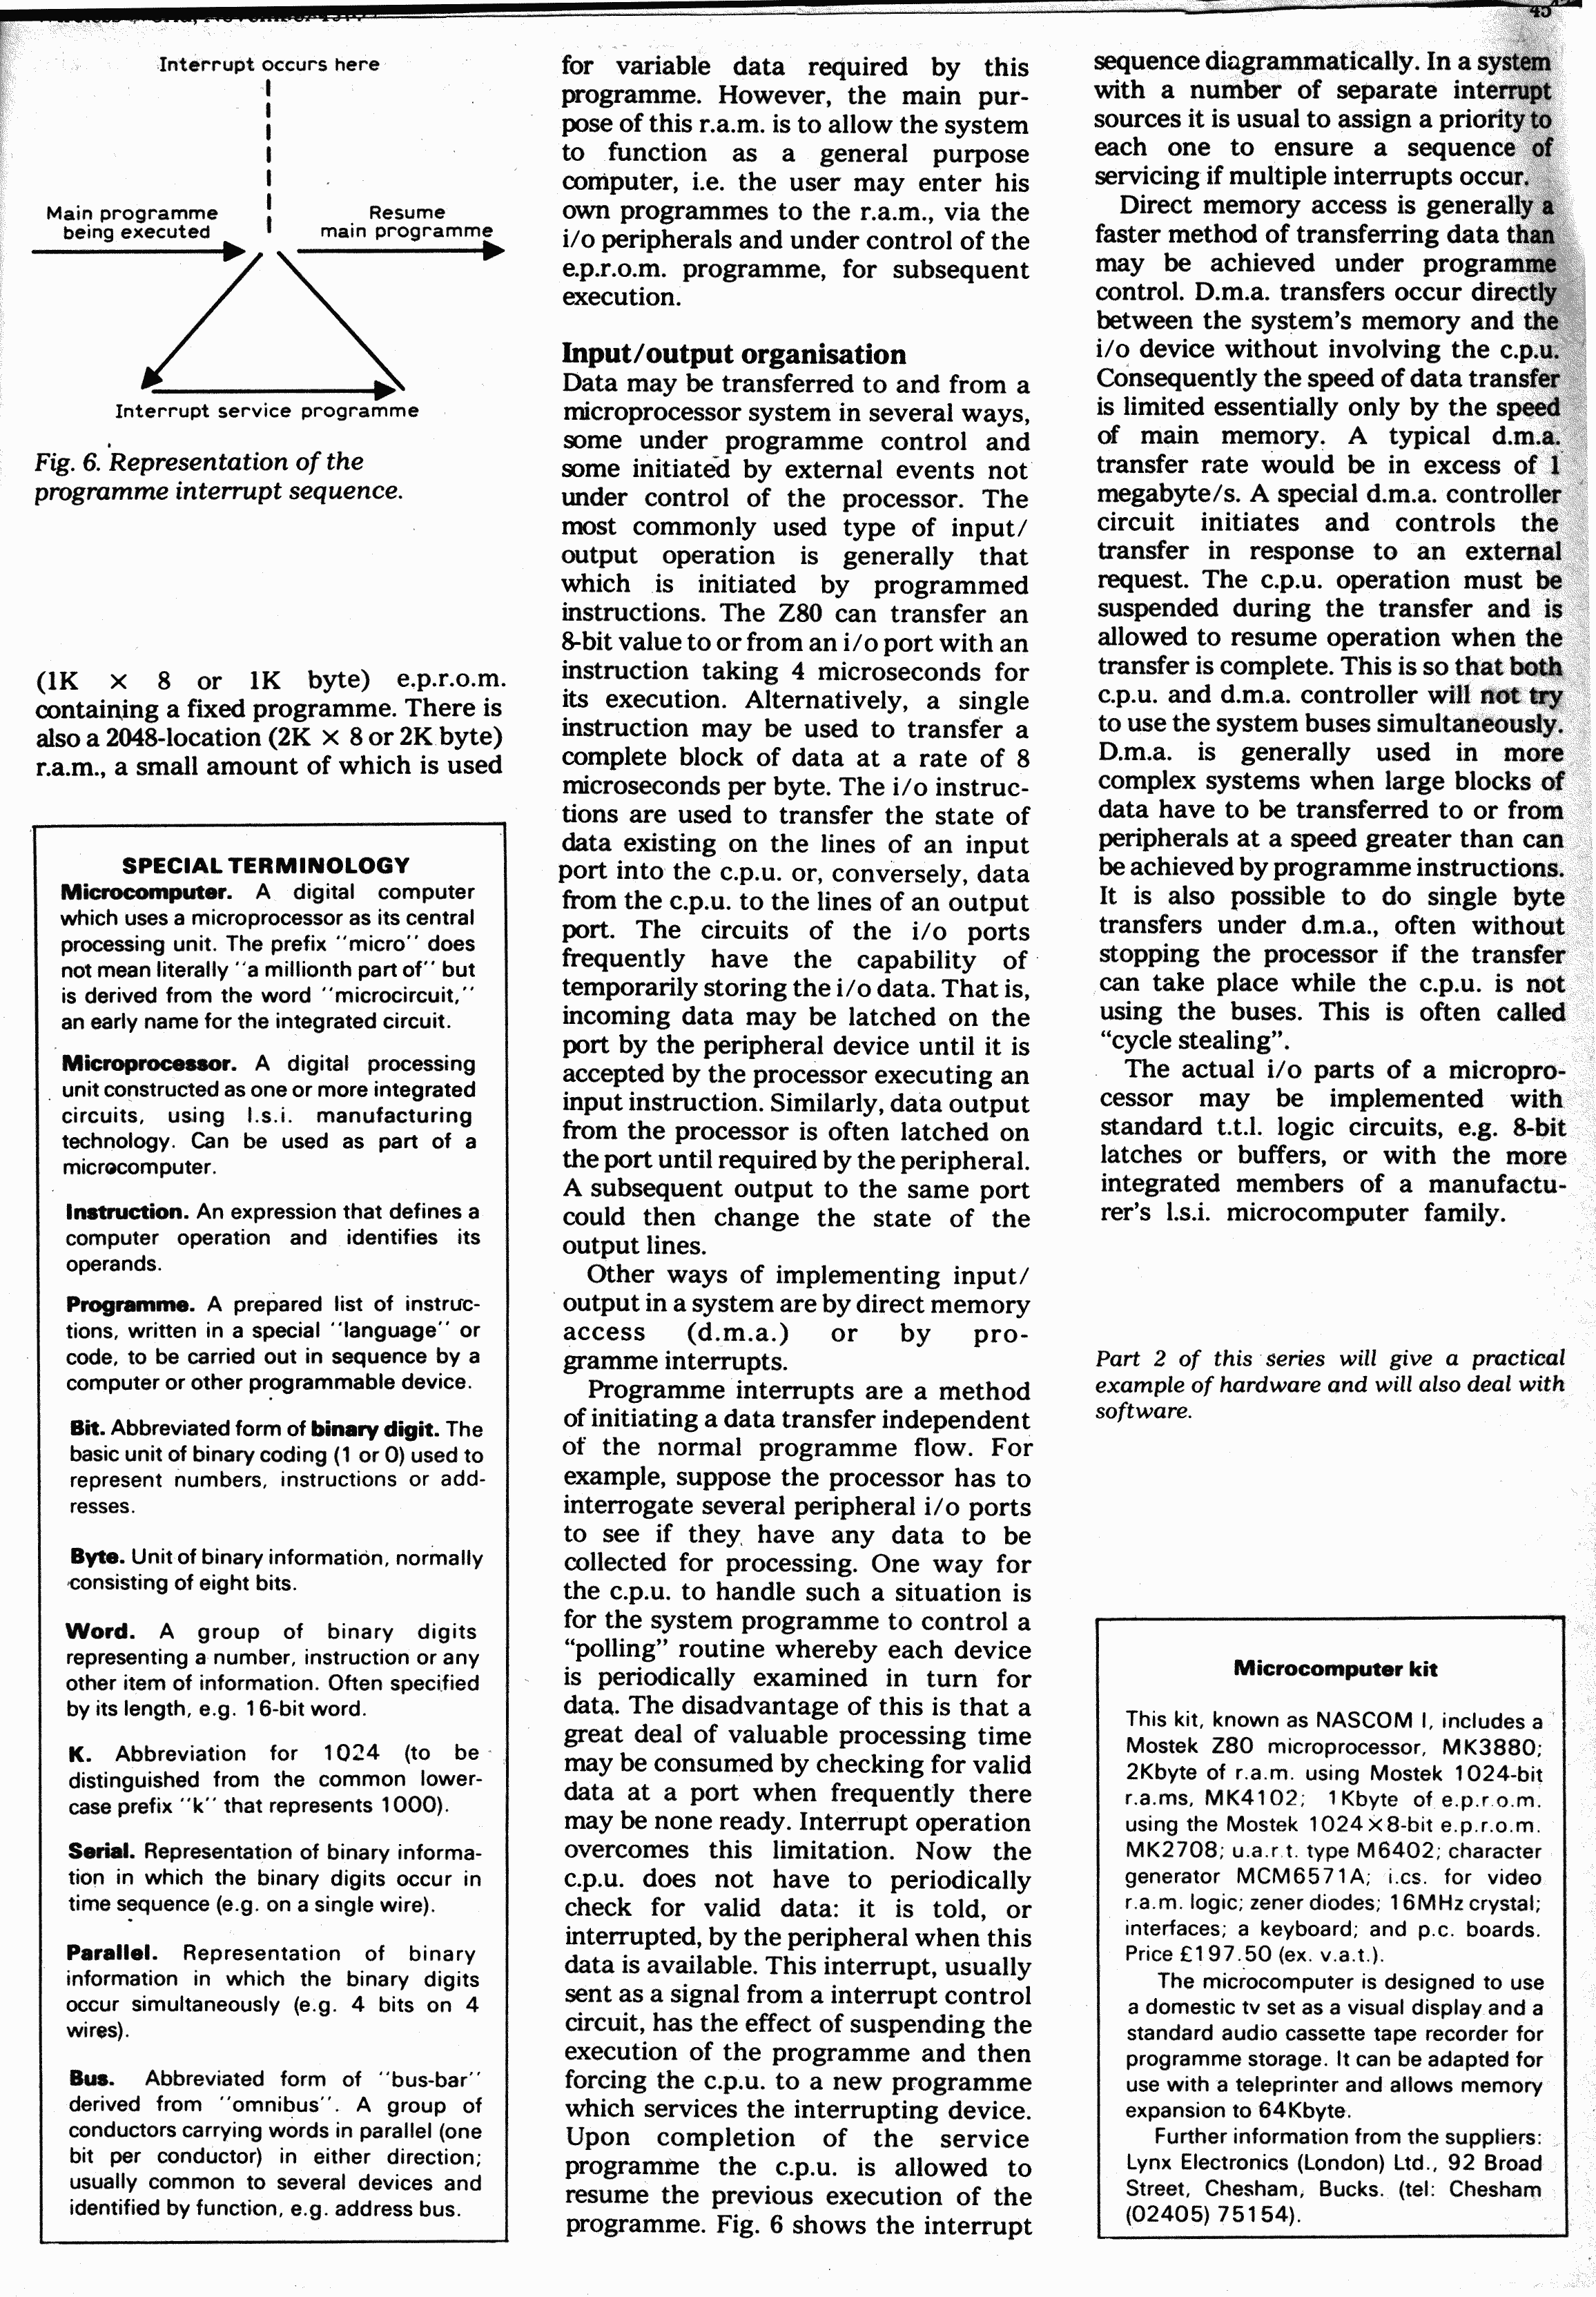 Wireless World, November 1977
45
Interrupt occurs here
Main programme
being executed
Resume
main programme
Interrupt service programme
Fig. 6. Representation of the
programme interrupt sequence.
(1K × 8 or 1K byte) e.p.r.o.m.
containing a fixed programme. There is
also a 2048-location (2K × 8 or 2K byte)
r.a.m., a small amount of which is used
SPECIAL TERMINOLOGY
Microcomputer. A digital computer
which uses a microprocessor as its central
processing unit. The prefix "micro" does
not mean literally "a millionth part of" but
is derived from the word "microcircuit,"
an early name for the integrated circuit.
Microprocessor. A digital processing
unit constructed as one or more integrated
circuits, using l.s.i. manufacturing
technology. Can be used as part of a
microcomputer.
Instruction. An expression that defines a
computer operation and identifies its
operands.
Programme. A prepared list of instruc-
tions, written in a special "language" or
code, to be carried out in sequence by a
computer or other programmable device.
Bit. Abbreviated form of binary digit. The
basic unit of binary coding (1 or 0) used to
represent numbers, instructions or add-
resses.
Byte. Unit of binary information, normally
consisting of eight bits.
Word. A group of binary digits
representing a number, instruction or any
other item of information. Often specified
by its length, e.g. 16-bit word.
K. Abbreviation for 1024 (to be
distinguished from the common lower-
case prefix "k" that represents 1000).
Serial. Representation of binary informa-
tion in which the binary digits occur in
time sequence (e.g. on a single wire).
Parallel. Representation of binary
information in which the binary digits
occur simultaneously (e.g. 4 bits on 4
wires).
Bus. Abbreviated form of "bus-bar"
derived from "omnibus". A group of
conductors carrying words in parallel (one
bit per conductor) in either direction;
usually common to several devices and
identified by function, e.g. address bus.
for variable data required by this
programme. However, the main pur-
pose of this r.a.m. is to allow the system
to function as a general purpose
computer, i.e. the user may enter his
own programmes to the r.a.m., via the
i/o peripherals and under control of the
e.p.r.o.m. programme, for subsequent
execution.
Input/output organisation
Data may be transferred to and from a
microprocessor system in several ways,
some under programme control and
some initiated by external events not
under control of the processor. The
most commonly used type of input/
output operation is generally that
which is initiated by programmed
instructions. The Z80 can transfer an
8-bit value to or from an i/o port with an
instruction taking 4 microseconds for
its execution. Alternatively, a single
instruction may be used to transfer a
complete block of data at a rate of 8
microseconds per byte. The i/o instruc-
tions are used to transfer the state of
data existing on the lines of an input
port into the c.p.u. or, conversely, data
from the c.p.u. to the lines of an output
port. The circuits of the i/o ports
frequently have the capability of
temporarily storing the i/o data. That is,
incoming data may be latched on the
port by the peripheral device until it is
accepted by the processor executing an
input instruction. Similarly, data output
from the processor is often latched on
the port until required by the peripheral.
A subsequent output to the same port
could then change the state of the
output lines.
Other ways of implementing input/
output in a system are by direct memory
access (d.m.a.) or by pro-
gramme interrupts.
Programme interrupts are a method
of initiating a data transfer independent
of the normal programme flow. For
example, suppose the processor has to
interrogate several peripheral i/o ports
to see if they have any data to be
collected for processing. One way for
the c.p.u. to handle such a situation is
for the system programme to control a
"polling" routine whereby each device
is periodically examined in turn for
data. The disadvantage of this is that a
great deal of valuable processing time
may be consumed by checking for valid
data at a port when frequently there
may be none ready. Interrupt operation
overcomes this limitation. Now the
c.p.u. does not have to periodically
check for valid data: it is told, or
interrupted, by the peripheral when this
data is available. This interrupt, usually
sent as a signal from a interrupt control
circuit, has the effect of suspending the
execution of the programme and then
forcing the c.p.u. to a new programme
which services the interrupting device.
Upon completion of the service
programme the c.p.u. is allowed to
resume the previous execution of the
programme. Fig. 6 shows the interrupt
sequence diagrammatically. In a system
with a number of separate interrupt
sources it is usual to assign a priority to
each one to ensure a sequence of
servicing if multiple interrupts occur.
Direct memory access is generally a
faster method of transferring data than
may be achieved under programme
control. D.m.a. transfers occur directly
between the system's memory and the
i/o device without involving the c.p.u.
Consequently the speed of data transfer
is limited essentially only by the speed
of main memory. A typical d.m.a.
transfer rate would be in excess of 1
megabyte/s. A special d.m.a. controller
circuit initiates and controls the
transfer in response to an external
request. The c.p.u. operation must be
suspended during the transfer and is
allowed to resume operation when the
transfer is complete. This is so that both
c.p.u. and d.m.a. controller will not try
to use the system buses simultaneously.
D.m.a. is generally used in more
complex systems when large blocks of
data have to be transferred to or from
peripherals at a speed greater than can
be achieved by programme instructions.
It is also possible to do single byte
transfers under d.m.a., often without
stopping the processor if the transfer
can take place while the c.p.u. is not
using the buses. This is often called
"cycle stealing".
The actual i/o parts of a micropro-
cessor may be implemented with
standard t.t.l. logic circuits, e.g. 8-bit
latches or buffers, or with the more
integrated members of a manufactu-
rer's l.s.i. microcomputer family.
Part 2 of this series will give a practical
example of hardware and will also deal with
software.
Microcomputer kit
This kit, known as NASCOM I, includes a
Mostek Z80 microprocessor, MK3880;
2Kbyte of r.a.m. using Mostek 1024-bit
r.a.ms, MK4102; 1Kbyte of e.p.r.o.m.
using the Mostek 1024×8-bit e.p.r.o.m.
MK2708; u.a.r.t. type M6402; character
generator MCM6571A; i.cs. for video
r.a.m. logic; zener diodes; 16MHz crystal;
interfaces; a keyboard; and p.c. boards.
Price £197.50 (ex. v.a.t.).
The microcomputer is designed to use
a domestic tv set as a visual display and a
standard audio cassette tape recorder for
programme storage. It can be adapted for
use with a teleprinter and allows memory
expansion to 64Kbyte.
Further information from the suppliers:
Lynx Electronics (London) Ltd., 92 Broad
Street, Chesham, Bucks. (tel: Chesham
(02405) 75154).